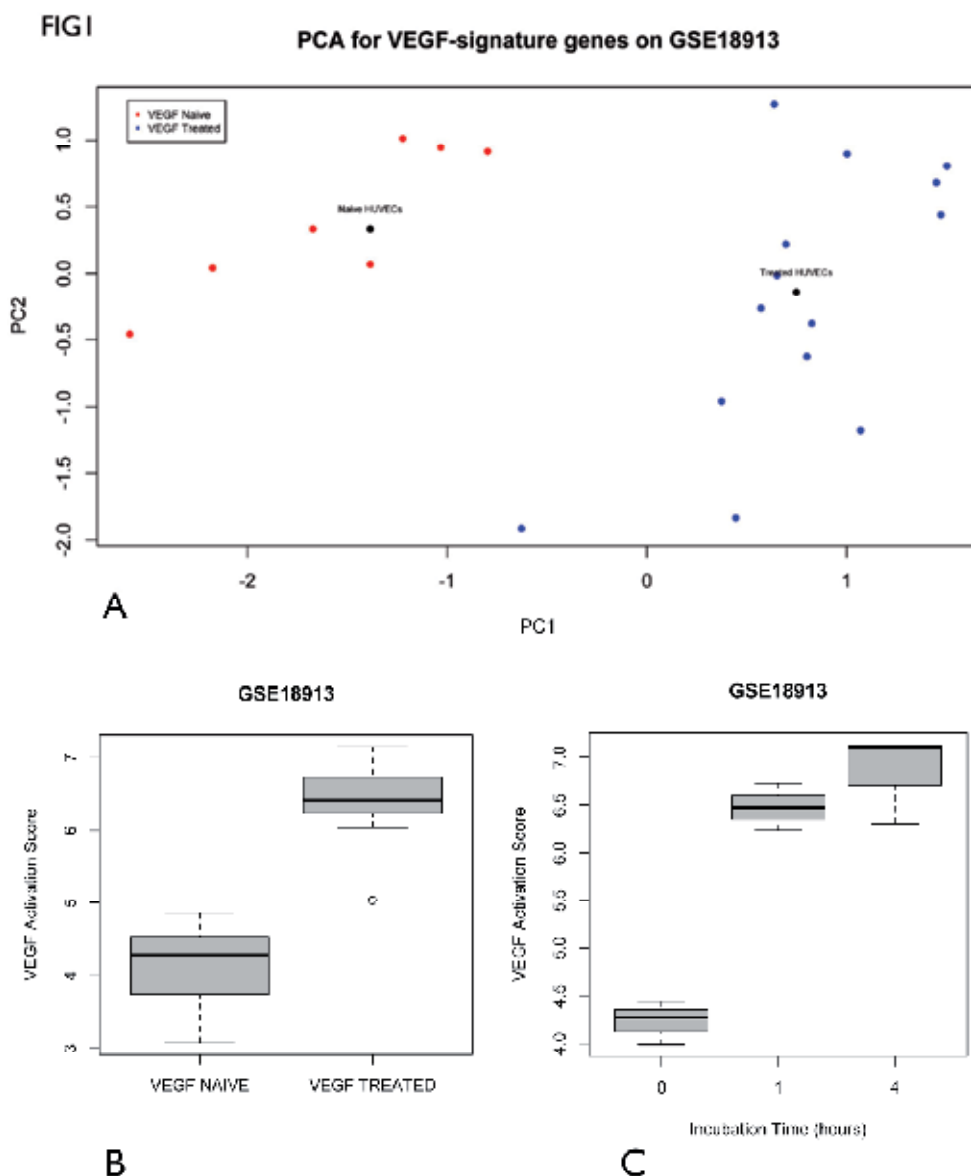 FIG1
PCA for VEGF-signature genes on GSE18913
VEGF Naive
VEGF Treated
Naive HUVECs
Treated HUVECs
PC2
1.0
0.5
0.0
-0.5
-1.0
-1.5
-2.0
-2
-1
0
1
PC1
A
GSE18913
VEGF Activation Score
7
6
5
4
3
VEGF NAIVE
VEGF TREATED
B
GSE18913
VEGF Activation Score
7.0
6.5
6.0
5.5
5.0
4.5
4.0
0
1
4
Incubation Time (hours)
C